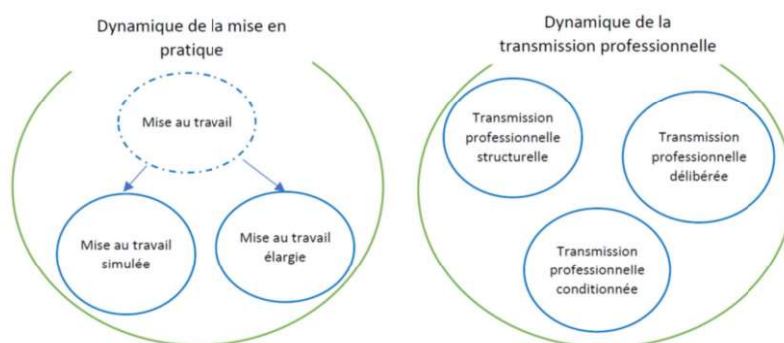 Dynamique de la mise en
pratique
Mise au travail
Mise au travail
simulée
Mise au travail
élargie
Dynamique de la
transmission professionnelle
Transmission
professionnelle
structurelle
Transmission
professionnelle
délibérée
Transmission
professionnelle
conditionnée